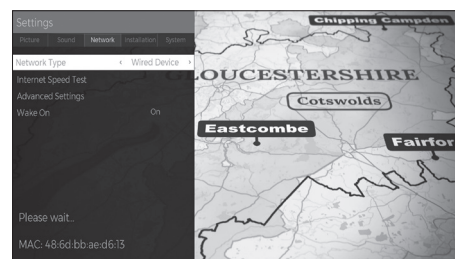 Settings
Picture Sound Network Installation System
Network Type Wired Device
Internet Speed Test
Advanced Settings
Wake On On
Please wait...
MAC: 48:6d:bb:ae:d6:13
Chipping Campden
GLOUCESTERSHIRE
Cotswolds
Eastcombe
Fairfor